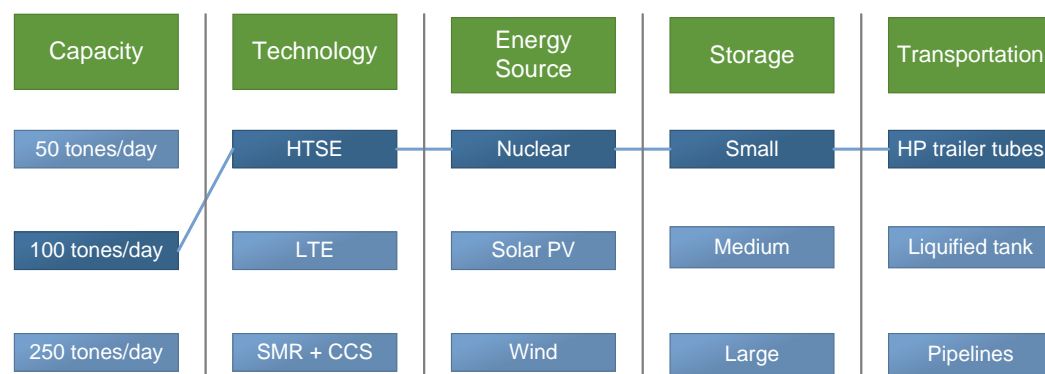 Capacity
Technology
Energy
Source
Storage
Transportation
50 tones/day
HTSE
Nuclear
Small
HP trailer tubes
100 tones/day
LTE
Solar PV
Medium
Liquified tank
250 tones/day
SMR + CCS
Wind
Large
Pipelines